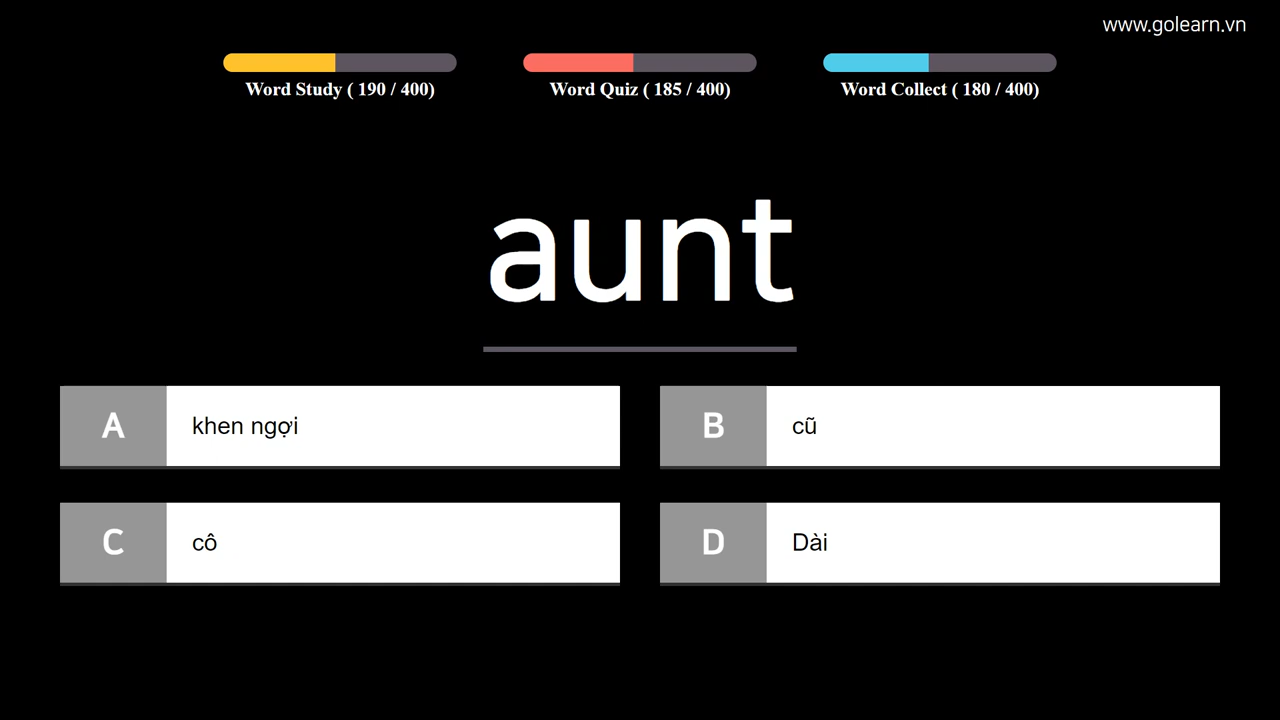 www.golearn.vn
Word Study ( 190 / 400)
Word Quiz ( 185 / 400)
Word Collect ( 180 / 400)
aunt
A khen ngợi
B cũ
C cô
D Dài